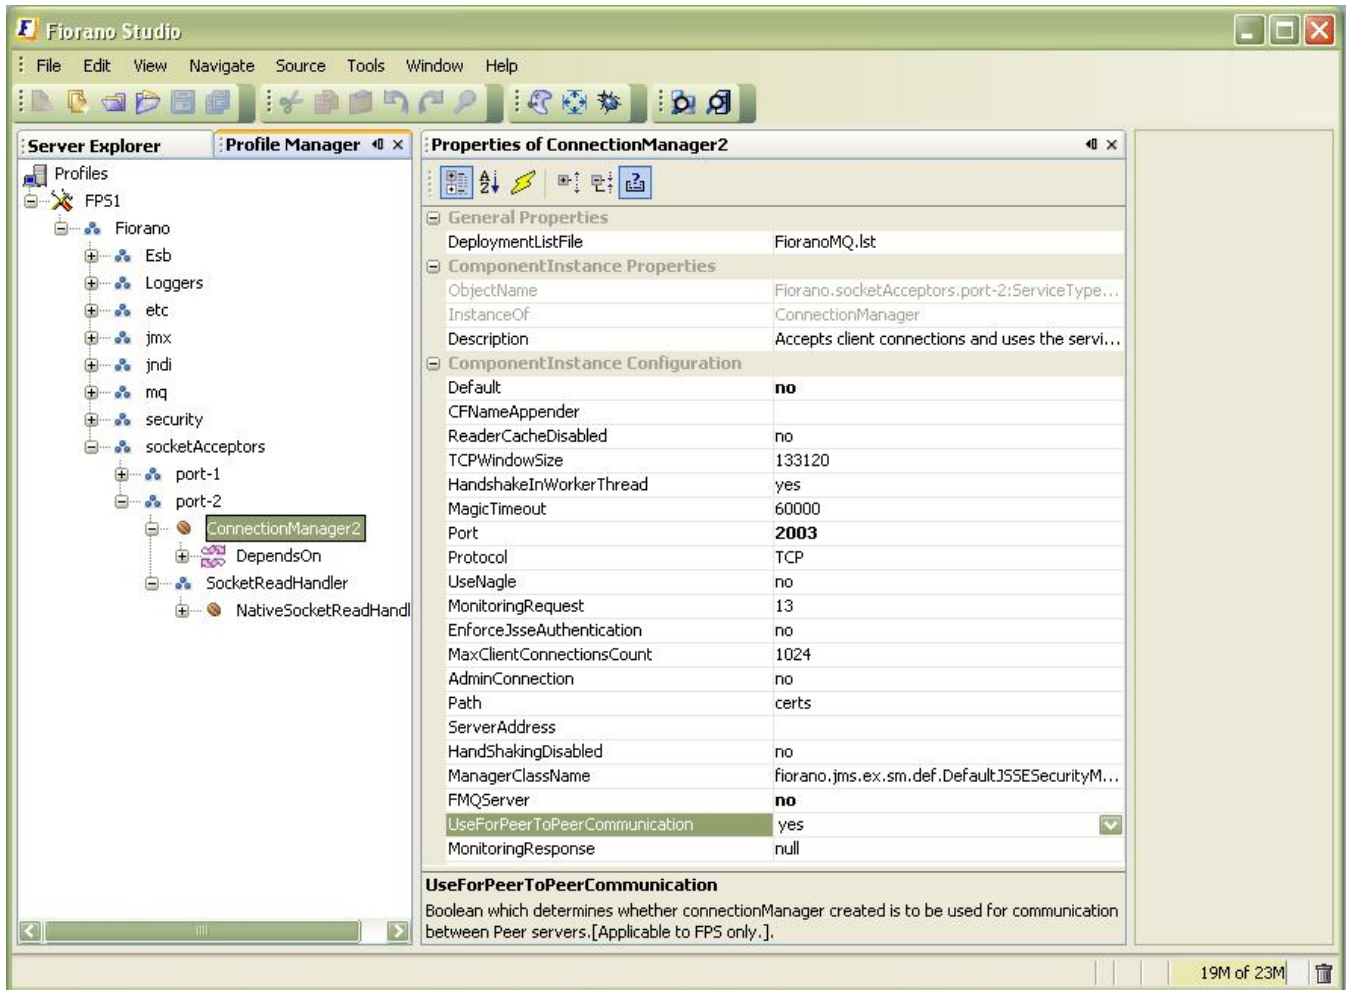 Fiorano Studio
File Edit View Navigate Source Tools Window Help
Server Explorer
Profile Manager
Profiles
FPS1
Fiorano
Esb
Loggers
etc
jmx
jndi
mq
security
socketAcceptors
port-1
port-2
ConnectionManager2
DependsOn
SocketReadHandler
NativeSocketReadHandl
Properties of ConnectionManager2
General Properties
DeploymentListFile FioranoMQ.lst
ComponentInstance Properties
ObjectName Fiorano.socketAcceptors.port-2:ServiceType...
InstanceOf ConnectionManager
Description Accepts client connections and uses the servi...
ComponentInstance Configuration
Default no
CFNameAppender
ReaderCacheDisabled no
TCPWindowSize 133120
HandshakeInWorkerThread yes
MagicTimeout 60000
Port 2003
Protocol TCP
UseNagle no
MonitoringRequest 13
EnforceJsseAuthentication no
MaxClientConnectionsCount 1024
AdminConnection no
Path certs
ServerAddress
HandShakingDisabled no
ManagerClassName fiorano.jms.ex.sm.def.DefaultJSSESecurityM...
FMQServer no
UseForPeerToPeerCommunication yes
MonitoringResponse null
UseForPeerToPeerCommunication
Boolean which determines whether connectionManager created is to be used for communication
between Peer servers.[Applicable to FPS only.].
19M of 23M